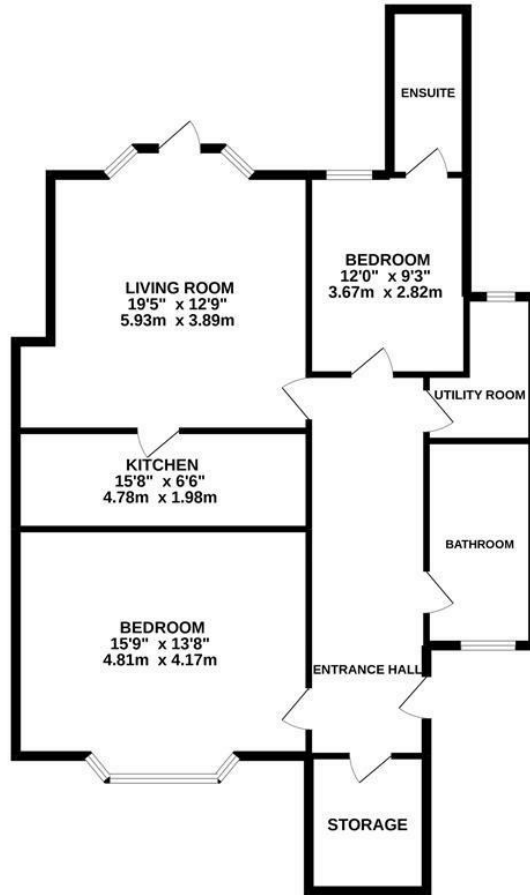 ENSUITE
BEDROOM
12'0" x 9'3"
3.67m x 2.82m
LIVING ROOM
19'5" x 12'9"
5.93m x 3.89m
UTILITY ROOM
KITCHEN
15'8" x 6'6"
4.78m x 1.98m
BATHROOM
BEDROOM
15'9" x 13'8"
4.81m x 4.17m
ENTRANCE HALL
STORAGE